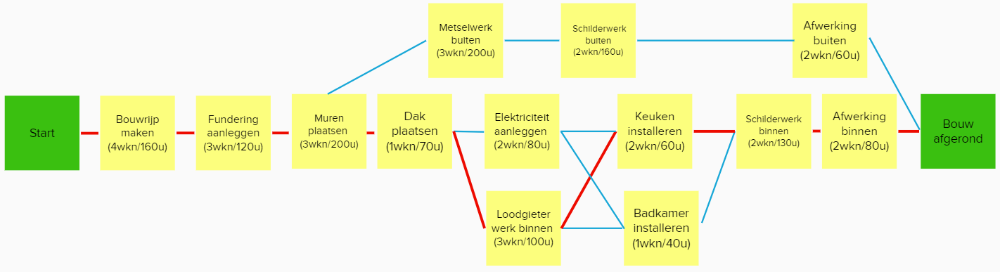 Metselwerk
buiten
(3wkn/200u)
Schilderwerk
buiten
(2wkn/160u)
Afwerking
buiten
(2wkn/60u)
Start
Bouwrijp
maken
(4wkn/160u)
Fundering
aanleggen
(3wkn/120u)
Muren
plaatsen
(3wkn/200u)
Dak
plaatsen
(1wkn/70u)
Elektriciteit
aanleggen
(2wkn/80u)
Keuken
installeren
(2wkn/60u)
Schilderwerk
binnen
(2wkn/130u)
Afwerking
binnen
(2wkn/80u)
Bouw
afgerond
Loodgieter
werk binnen
(3wkn/100u)
Badkamer
installeren
(1wkn/40u)